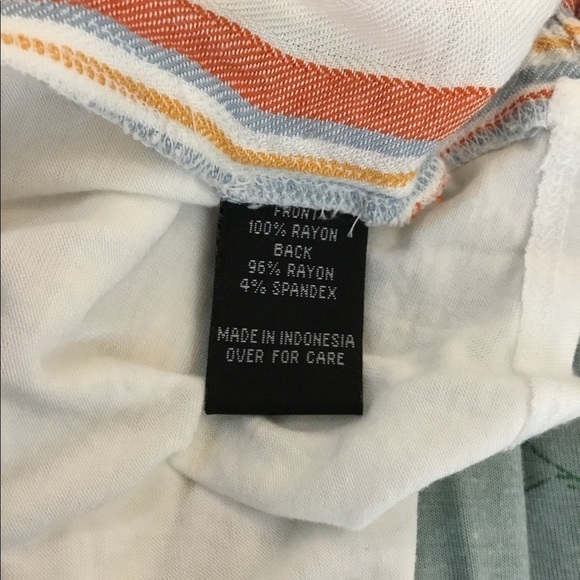 FRONT
100% RAYON
BACK
96% RAYON
4% SPANDEX
MADE IN INDONESIA
OVER FOR CARE